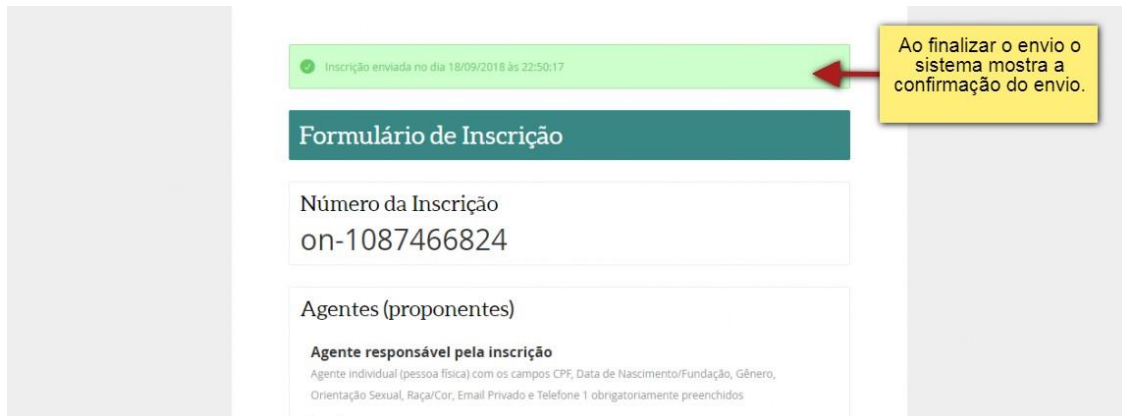 Inscrição enviada no dia 18/09/2018 às 22:50:17
Ao finalizar o envio o
sistema mostra a
confirmação do envio.
Formulário de Inscrição
Número da Inscrição
on-1087466824
Agentes (proponentes)
Agente responsável pela inscrição
Agente individual (pessoa física) com os campos CPF, Data de Nascimento/Fundação, Gênero,
Orientação Sexual, Raça/Cor, Email Privado e Telefone 1 obrigatoriamente preenchidos